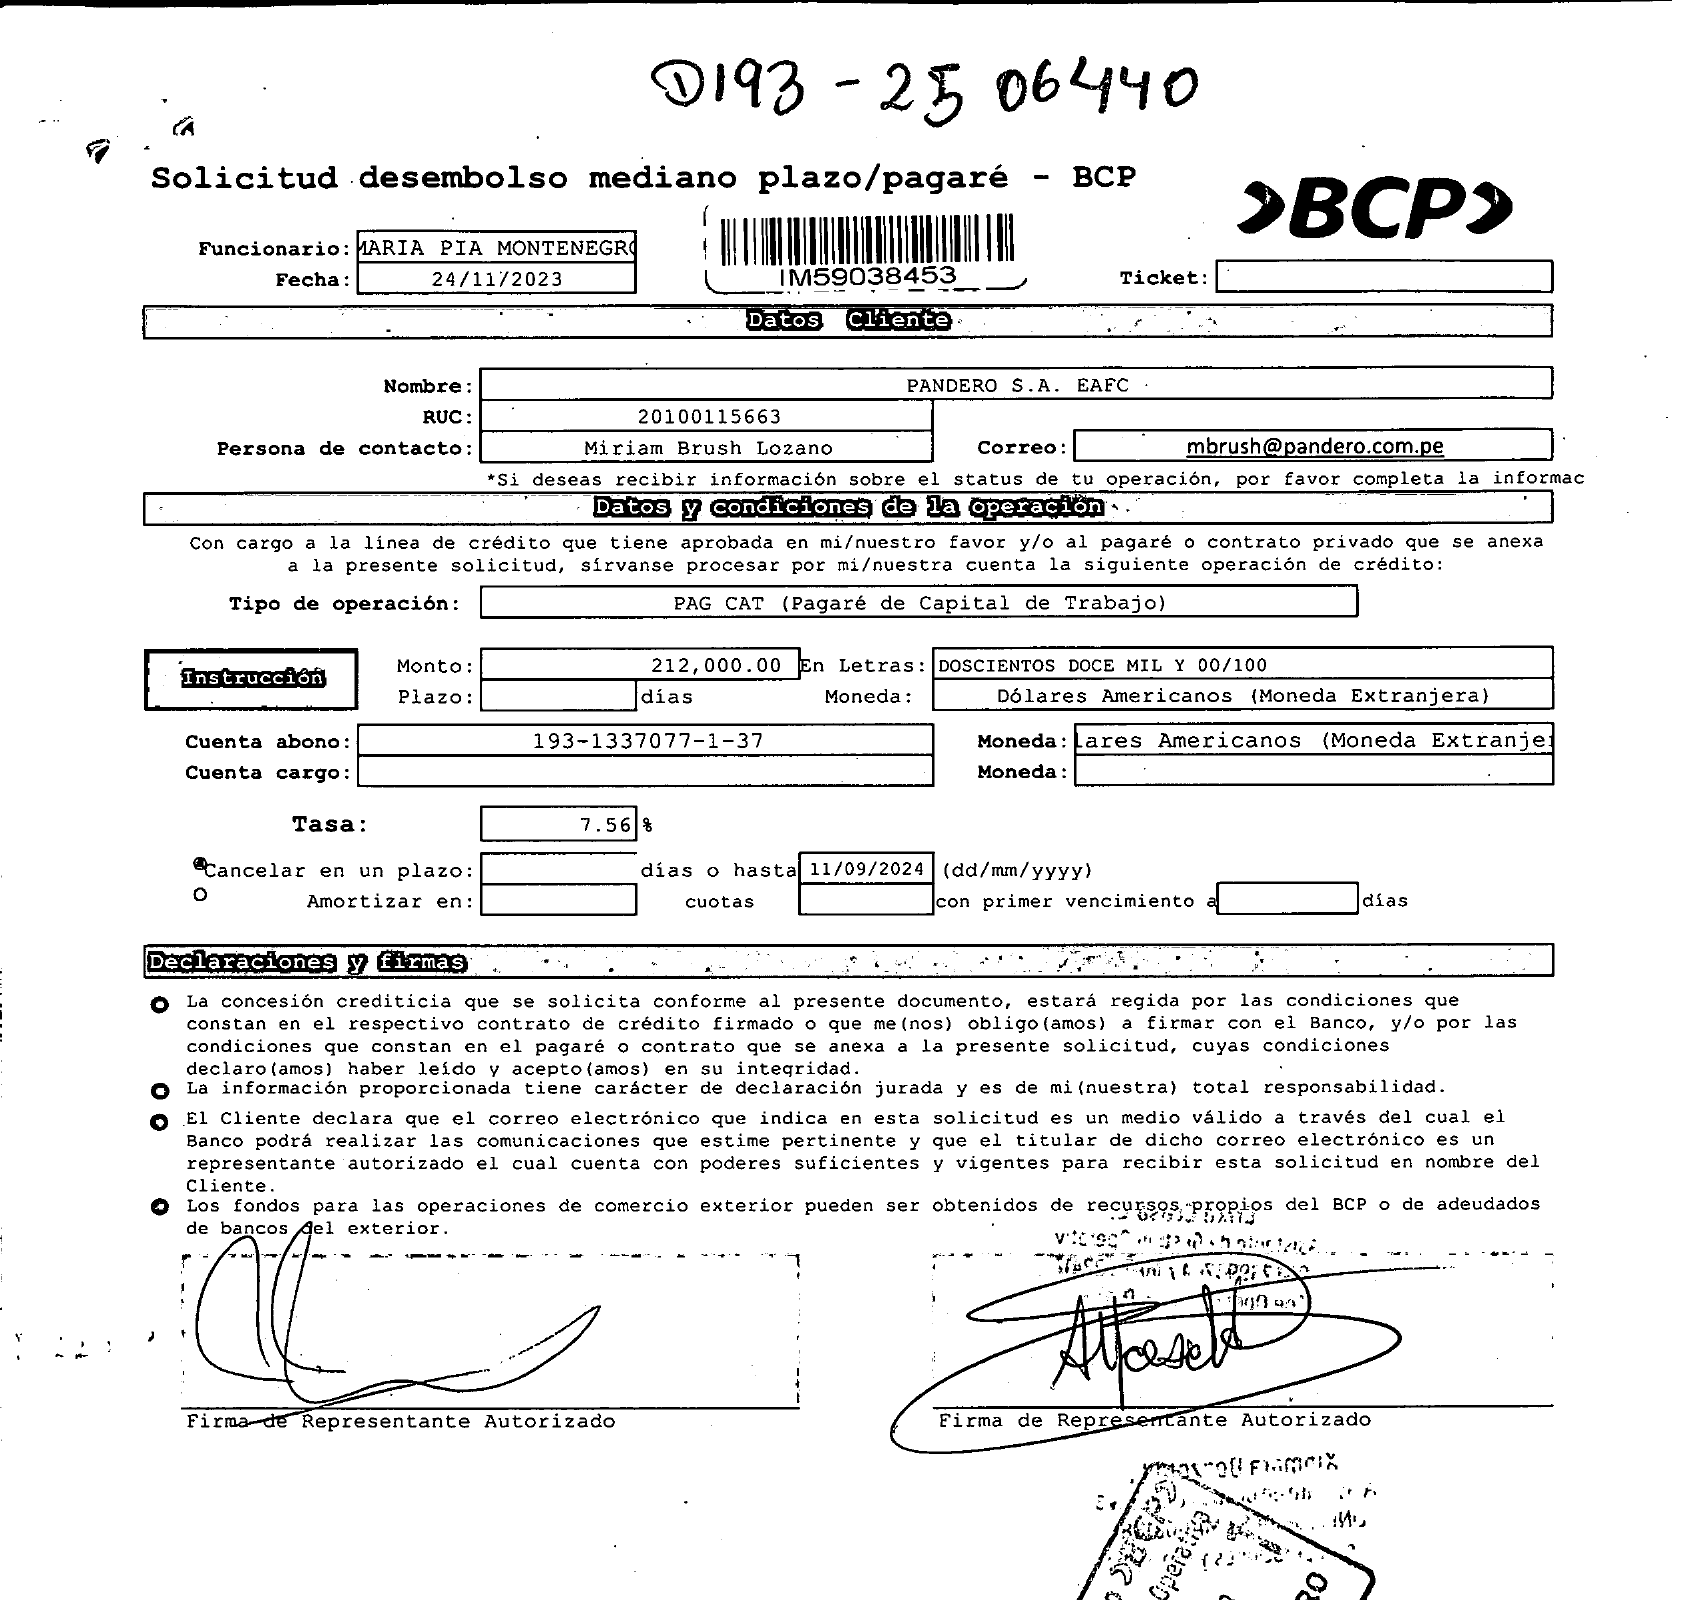 D193-25 06440
Solicitud desembolso mediano plazo/pagaré - BCP
BCP
Funcionario: MARIA PIA MONTENEGRO
Fecha: 24/11/2023
IM59038453
Ticket:
Datos Cliente
Nombre: PANDERO S.A. EAFC
RUC: 20100115663
Persona de contacto: Miriam Brush Lozano Correo: mbrush@pandero.com.pe
*Si deseas recibir información sobre el status de tu operación, por favor completa la informac
Datos y condiciones de la operación
Con cargo a la línea de crédito que tiene aprobada en mi/nuestro favor y/o al pagaré o contrato privado que se anexa
a la presente solicitud, sírvanse procesar por mi/nuestra cuenta la siguiente operación de crédito:
Tipo de operación: PAG CAT (Pagaré de Capital de Trabajo)
Instrucción
Monto: 212,000.00 En Letras: DOSCIENTOS DOCE MIL Y 00/100
Plazo: días Moneda: Dólares Americanos (Moneda Extranjera)
Cuenta abono: 193-1337077-1-37 Moneda: lares Americanos (Moneda Extranje
Cuenta cargo: Moneda:
Tasa: 7.56 %
Cancelar en un plazo: días o hasta 11/09/2024 (dd/mm/yyyy)
Amortizar en: cuotas con primer vencimiento a días
Declaraciones y firmas
La concesión crediticia que se solicita conforme al presente documento, estará regida por las condiciones que
constan en el respectivo contrato de crédito firmado o que me(nos) obligo(amos) a firmar con el Banco, y/o por las
condiciones que constan en el pagaré o contrato que se anexa a la presente solicitud, cuyas condiciones
declaro(amos) haber leído y acepto(amos) en su integridad.
La información proporcionada tiene carácter de declaración jurada y es de mi(nuestra) total responsabilidad.
El Cliente declara que el correo electrónico que indica en esta solicitud es un medio válido a través del cual el
Banco podrá realizar las comunicaciones que estime pertinente y que el titular de dicho correo electrónico es un
representante autorizado el cual cuenta con poderes suficientes y vigentes para recibir esta solicitud en nombre del
Cliente.
Los fondos para las operaciones de comercio exterior pueden ser obtenidos de recursos propios del BCP o de adeudados
de bancos del exterior.
Firma de Representante Autorizado
Firma de Representante Autorizado
BCP